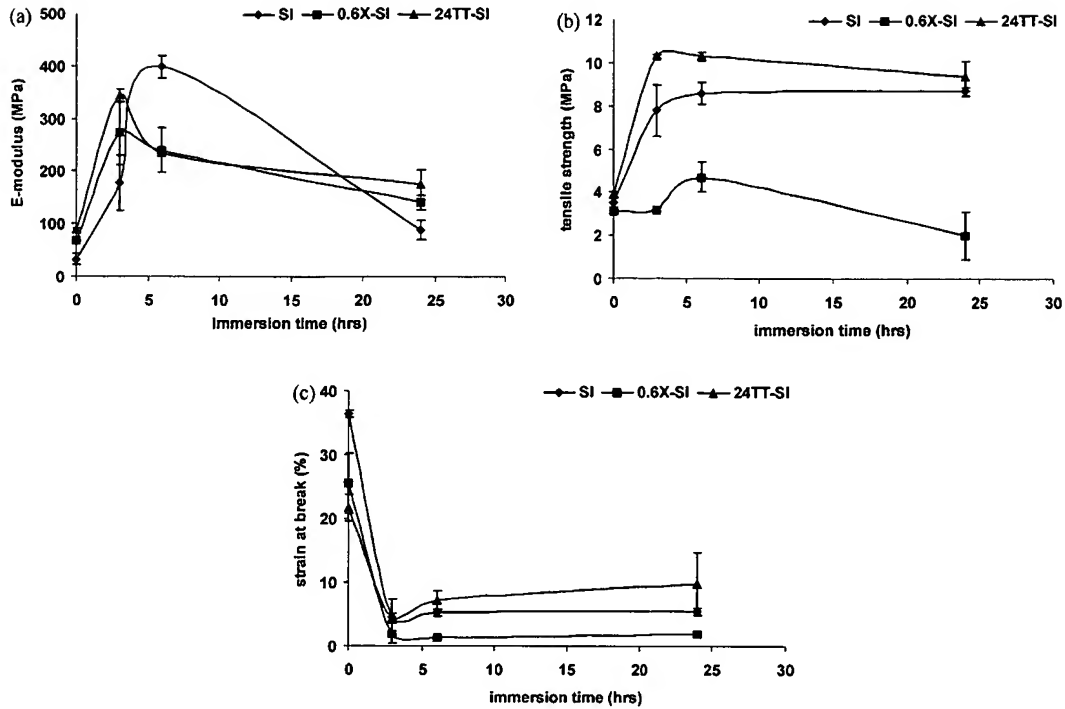 (a)
SI 0.6X-SI 24TT-SI
500
400
300
200
100
0
E-modulus (MPa)
0 5 10 15 20 25 30
Immersion time (hrs)
(b)
SI 0.6X-SI 24TT-SI
12
10
8
6
4
2
0
tensite strength (MPa)
0 5 10 15 20 25 30
immersion time (hrs)
(c)
SI 0.6X-SI 24TT-SI
40
30
20
10
0
strain at break (%)
0 5 10 15 20 25 30
immersion time (hrs)